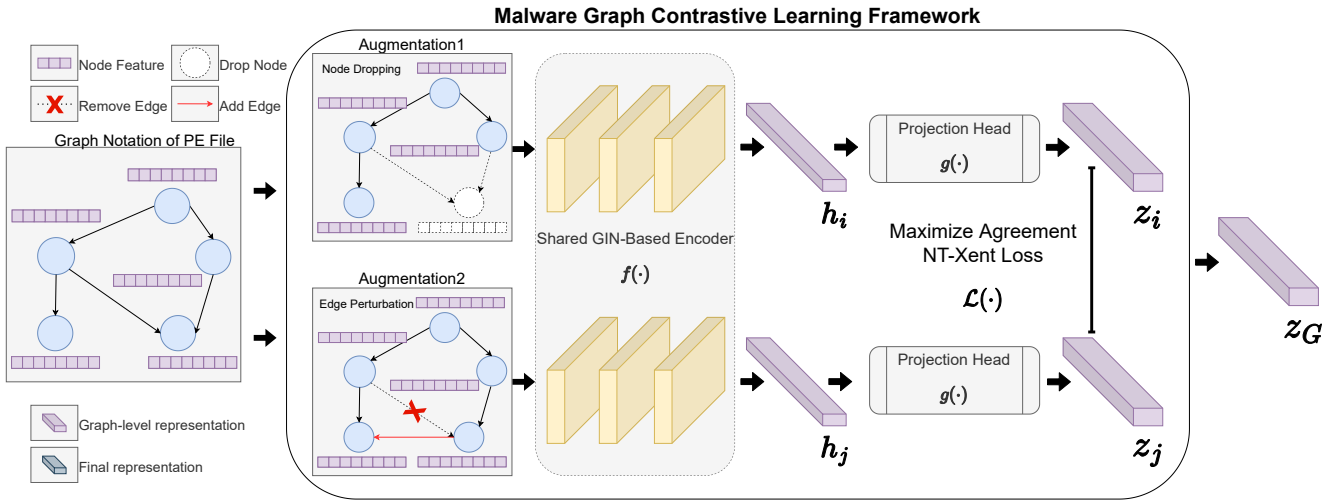 Malware Graph Contrastive Learning Framework
Node Feature
Drop Node
Remove Edge
Add Edge
Graph Notation of PE File
Augmentation1
Node Dropping
Augmentation2
Edge Perturbation
Shared GIN-Based Encoder
f(·)
h_i
h_j
Projection Head
g(·)
Projection Head
g(·)
z_i
Maximize Agreement
NT-Xent Loss
ℒ(·)
z_j
z_G
Graph-level representation
Final representation